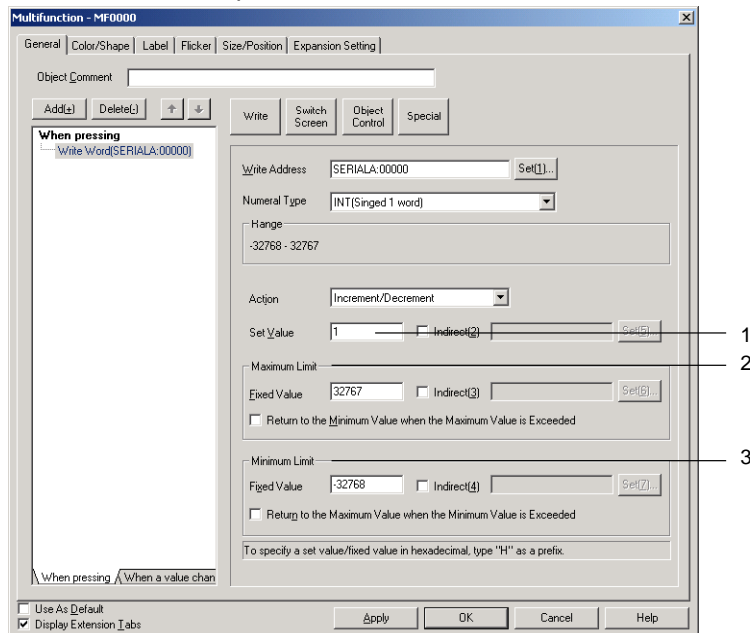 Multifunction - MF0000
General Color/Shape Label Flicker Size/Position Expansion Setting
Object Comment
Add(+) Delete(-) Write Switch Screen Object Control Special
When pressing
Write Word(SERIALA:00000)
Write Address SERIALA:00000 Set(1)...
Numeral Type INT(Singed 1 word)
Range
-32768 - 32767
Action Increment/Decrement
Set Value 1 Indirect(2) Set(5)... 1
Maximum Limit 2
Fixed Value 32767 Indirect(3) Set(6)...
Return to the Minimum Value when the Maximum Value is Exceeded
Minimum Limit 3
Fixed Value -32768 Indirect(4) Set(7)...
Return to the Maximum Value when the Minimum Value is Exceeded
To specify a set value/fixed value in hexadecimal, type "H" as a prefix.
When pressing When a value chan
Use As Default
Display Extension Tabs
Apply OK Cancel Help